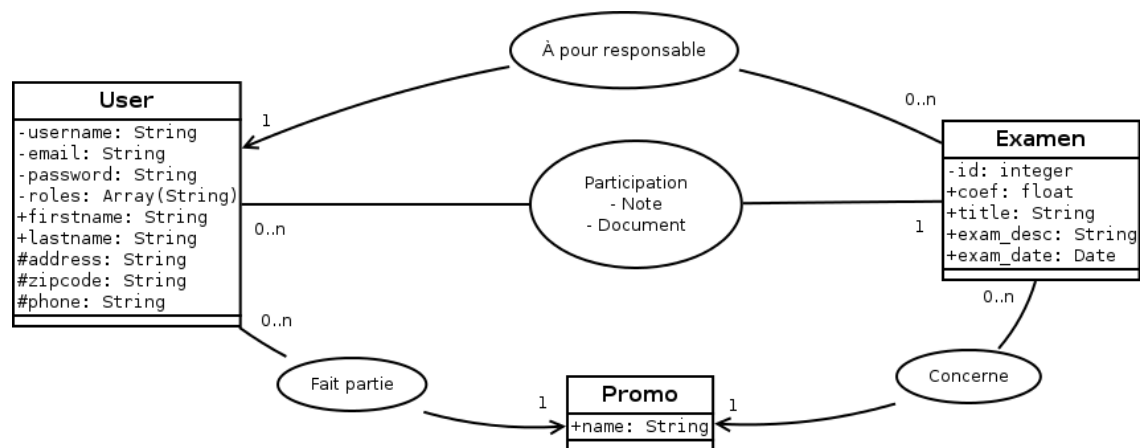 À pour responsable
User
1
0..n
Examen
-username: String
-email: String
-password: String
-roles: Array(String)
+firstname: String
+lastname: String
#address: String
#zipcode: String
#phone: String
Participation
- Note
- Document
-id: integer
+coef: float
+title: String
+exam_desc: String
+exam_date: Date
0..n
1
0..n
0..n
Fait partie
Concerne
1
Promo
1
+name: String